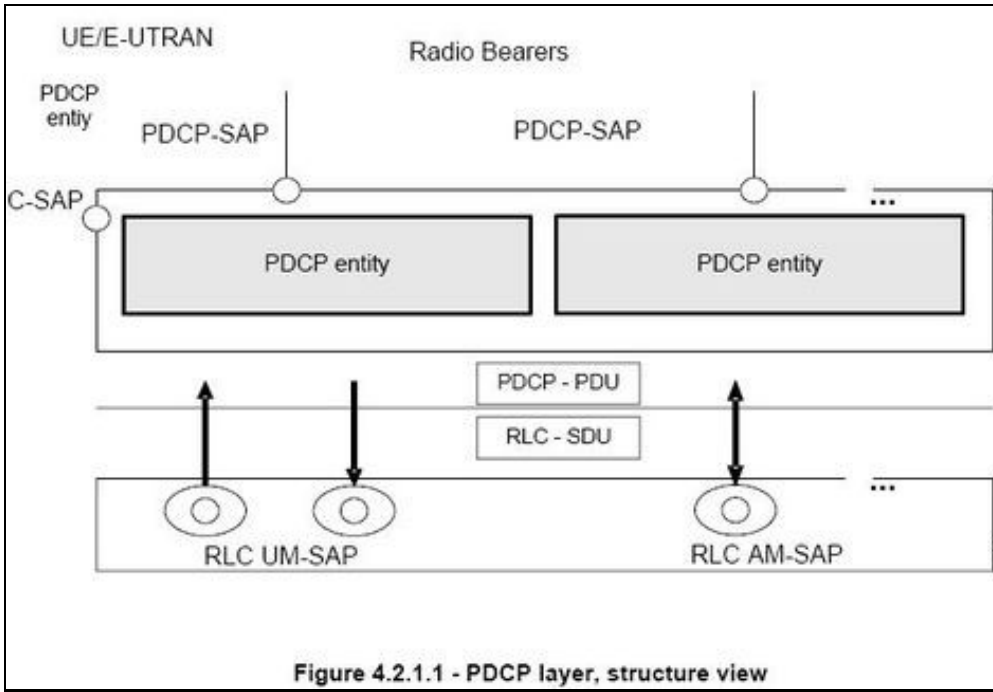 UE/E-UTRAN
Radio Bearers
PDCP
entiy
PDCP-SAP
PDCP-SAP
C-SAP
...
PDCP entity
PDCP entity
PDCP - PDU
RLC - SDU
...
RLC UM-SAP
RLC AM-SAP
Figure 4.2.1.1 - PDCP layer, structure view